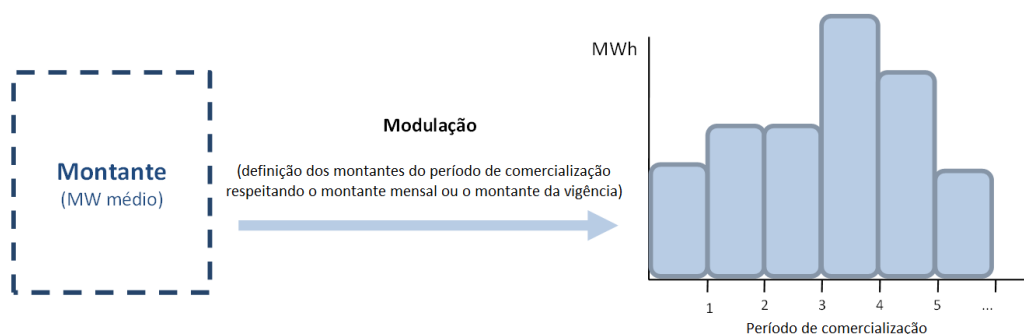 MWh
Modulação
Montante
(MW médio)
(definição dos montantes do período de comercialização
respeitando o montante mensal ou o montante da vigência)
1 2 3 4 5 ...
Período de comercialização